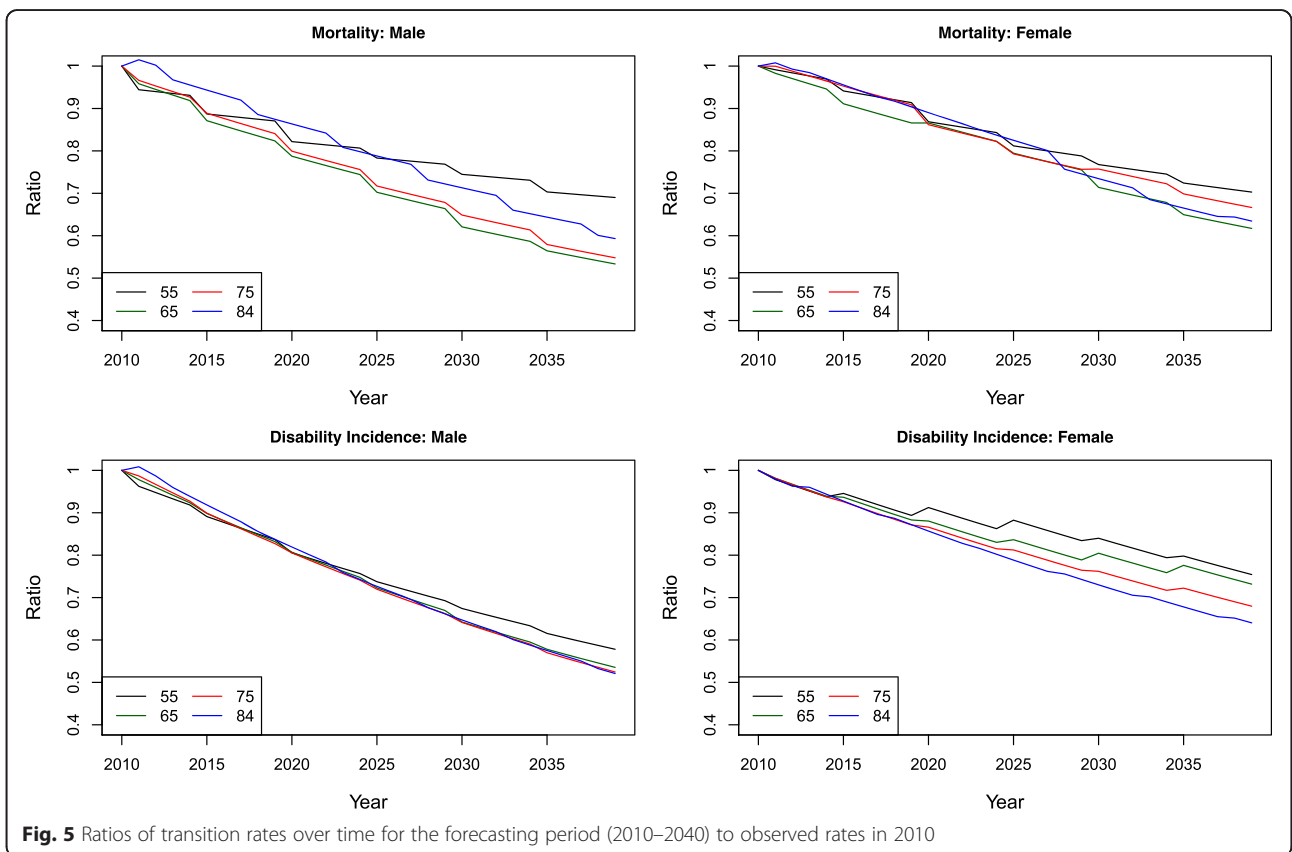 Mortality: Male
Ratio
1
0.9
0.8
0.7
0.6
0.5
0.4
55 75
65 84
2010 2015 2020 2025 2030 2035
Year
Mortality: Female
Ratio
1
0.9
0.8
0.7
0.6
0.5
0.4
55 75
65 84
2010 2015 2020 2025 2030 2035
Year
Disability Incidence: Male
Ratio
1
0.9
0.8
0.7
0.6
0.5
0.4
55 75
65 84
2010 2015 2020 2025 2030 2035
Year
Disability Incidence: Female
Ratio
1
0.9
0.8
0.7
0.6
0.5
0.4
55 75
65 84
2010 2015 2020 2025 2030 2035
Year
Fig. 5 Ratios of transition rates over time for the forecasting period (2010–2040) to observed rates in 2010